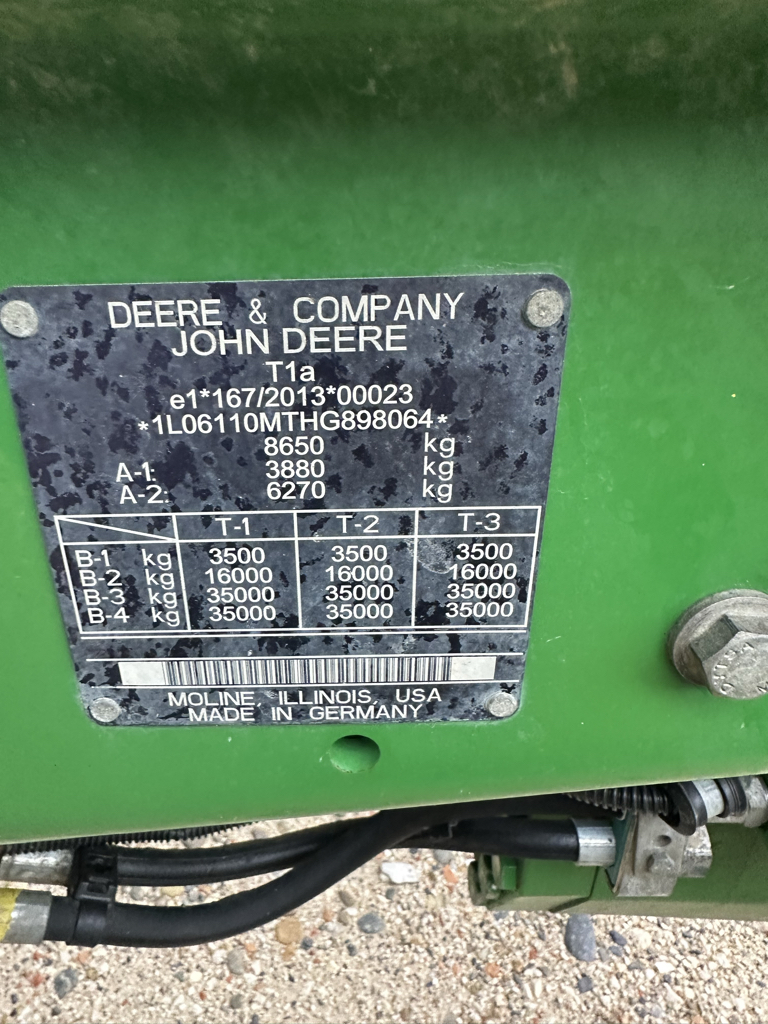 DEERE & COMPANY
JOHN DEERE
T1a
e1*167/2013*00023
*1L06110MTHG898064*
8650 kg
A-1: 3880 kg
A-2: 6270 kg
T-1 T-2 T-3
B-1 kg 3500 3500 3500
B-2 kg 16000 16000 16000
B-3 kg 35000 35000 35000
B-4 kg 35000 35000 35000
MOLINE, ILLINOIS, USA
MADE IN GERMANY